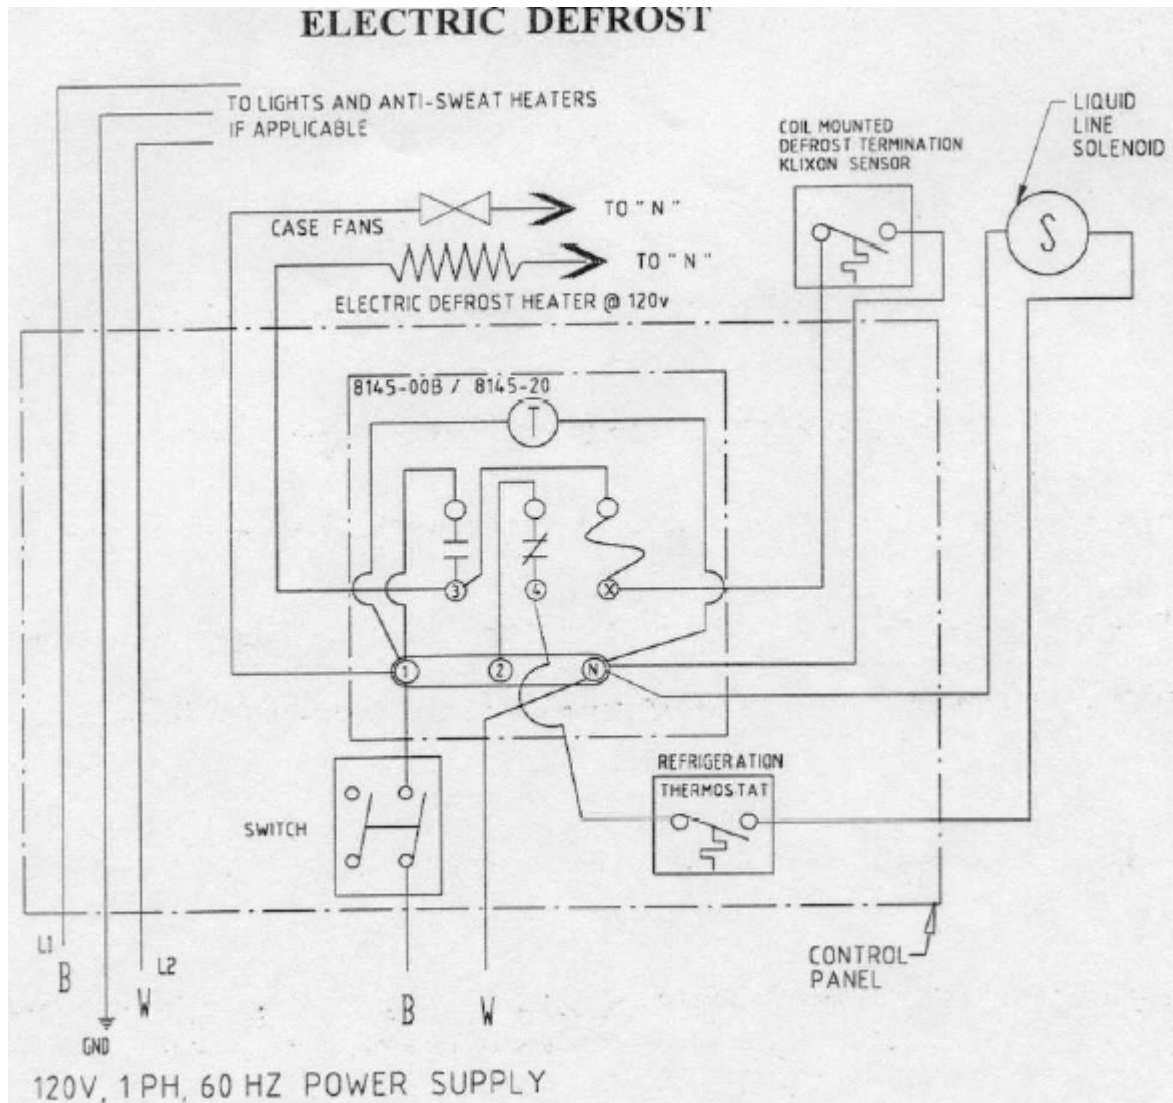 ELECTRIC DEFROST
TO LIGHTS AND ANTI-SWEAT HEATERS
IF APPLICABLE
LIQUID
LINE
SOLENOID
COIL MOUNTED
DEFROST TERMINATION
KLIXON SENSOR
CASE FANS
TO "N"
S
TO "N"
ELECTRIC DEFROST HEATER @ 120v
8145-00B / 8145-20
T
3
4
X
1
2
N
REFRIGERATION
THERMOSTAT
SWITCH
L1
B
L2
W
GND
B
W
CONTROL
PANEL
120V, 1 PH, 60 HZ POWER SUPPLY